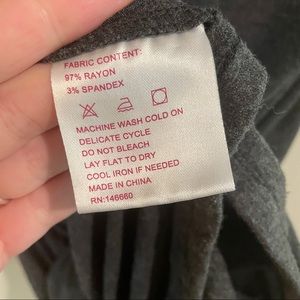 FABRIC CONTENT:
97% RAYON
3% SPANDEX
MACHINE WASH COLD ON
DELICATE CYCLE
DO NOT BLEACH
LAY FLAT TO DRY
COOL IRON IF NEEDED
MADE IN CHINA
RN:146660